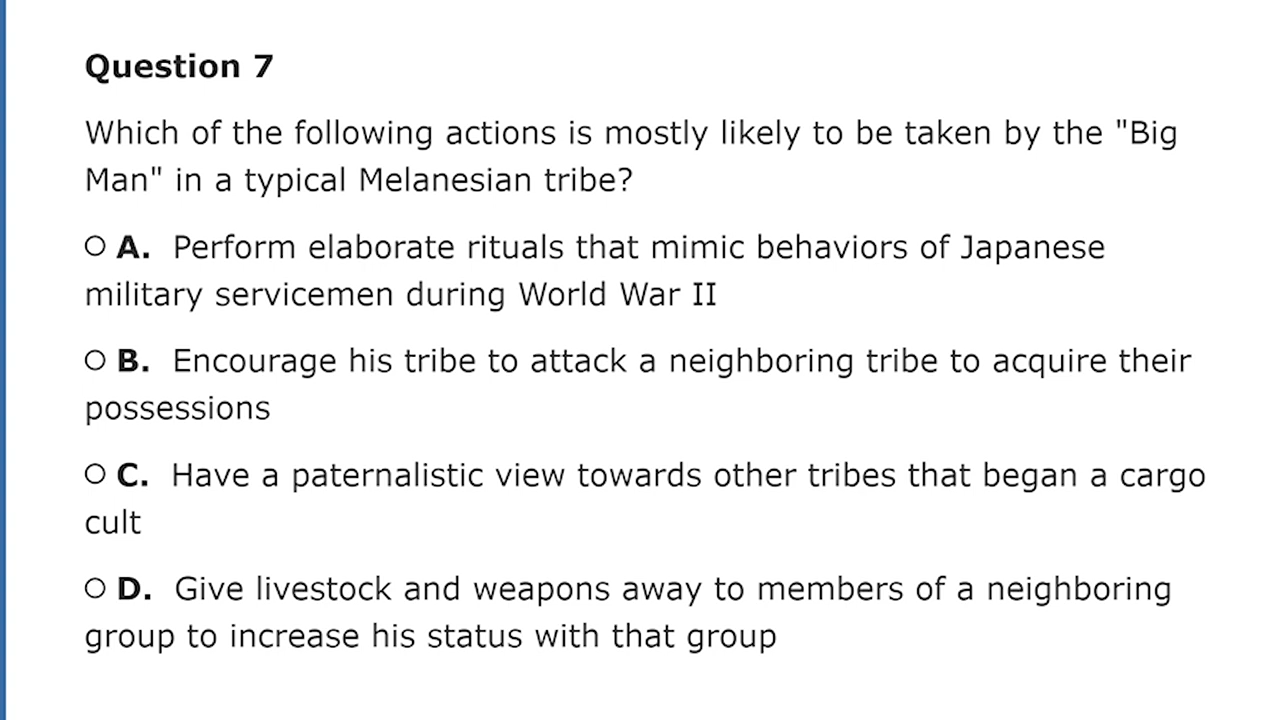 Question 7
Which of the following actions is mostly likely to be taken by the "Big
Man" in a typical Melanesian tribe?
A. Perform elaborate rituals that mimic behaviors of Japanese
military servicemen during World War II
B. Encourage his tribe to attack a neighboring tribe to acquire their
possessions
C. Have a paternalistic view towards other tribes that began a cargo
cult
D. Give livestock and weapons away to members of a neighboring
group to increase his status with that group